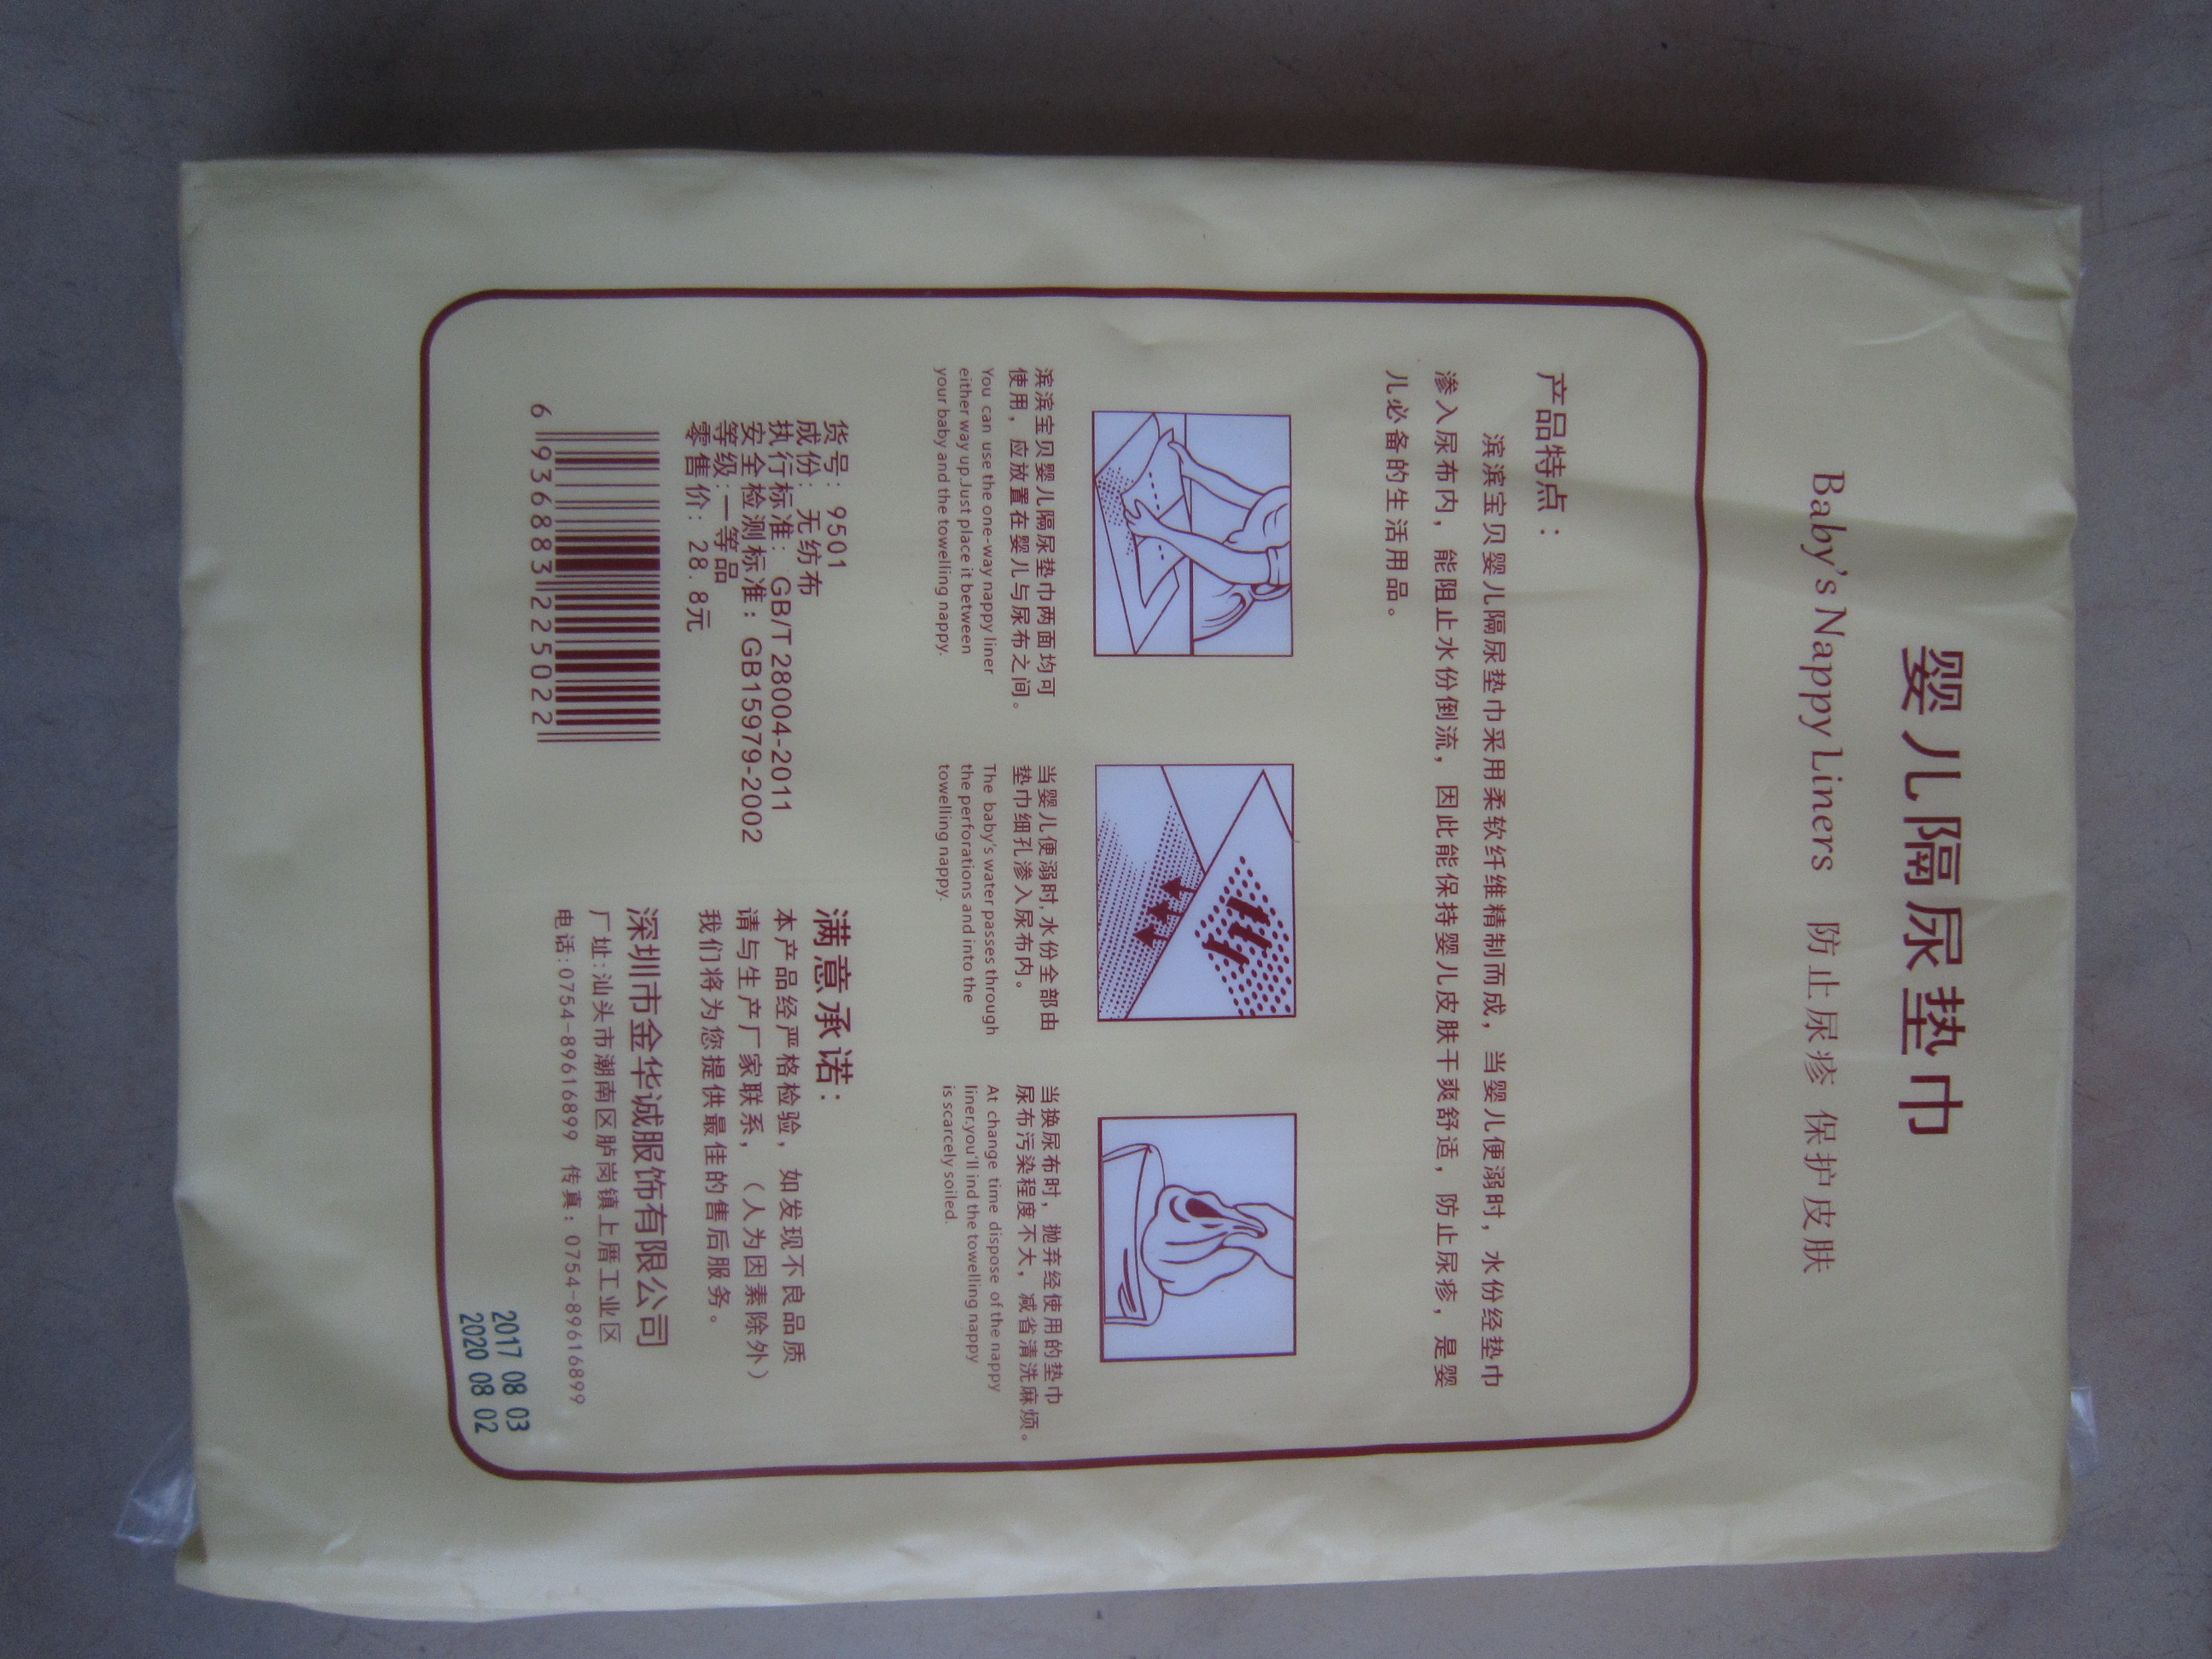 婴儿隔尿垫巾
Baby's Nappy Liners 防止尿疹 保护皮肤
产品特点：
滨滨宝贝婴儿隔尿垫巾采用柔软纤维精制而成，当婴儿便溺时，水份经垫巾
渗入尿布内，能阻止水份倒流，因此能保持婴儿皮肤干爽舒适，防止尿疹，是婴
儿必备的生活用品。
滨滨宝贝婴儿隔尿垫巾两面均可
使用，应放置在婴儿与尿布之间。
You can use the one-way nappy liner
either way up.Just place it between
your baby and the towelling nappy.
当婴儿便溺时,水份全部由
垫巾细孔渗入尿布内。
The baby's water passes through
the perforations and into the
towelling nappy.
当换尿布时，抛弃经使用的垫巾
尿布污染程度不大，减省清洗麻烦。
At change time dispose of the nappy
liner.you'll ind the towelling nappy
is scarcely soiled.
货号：9501
成份：无纺布
执行标准：GB/T 28004-2011
安全检测标准：GB15979-2002
等级:一等品
零售价：28.8元
6 936883 225022
满意承诺：
本产品经严格检验，如发现不良品质
请与生产厂家联系，（人为因素除外）
我们将为您提供最佳的售后服务。
深圳市金华诚服饰有限公司
厂址:汕头市潮南区胪岗镇上厝工业区
电话:0754-89616899 传真：0754-89616899
2017 08 03
2020 08 02